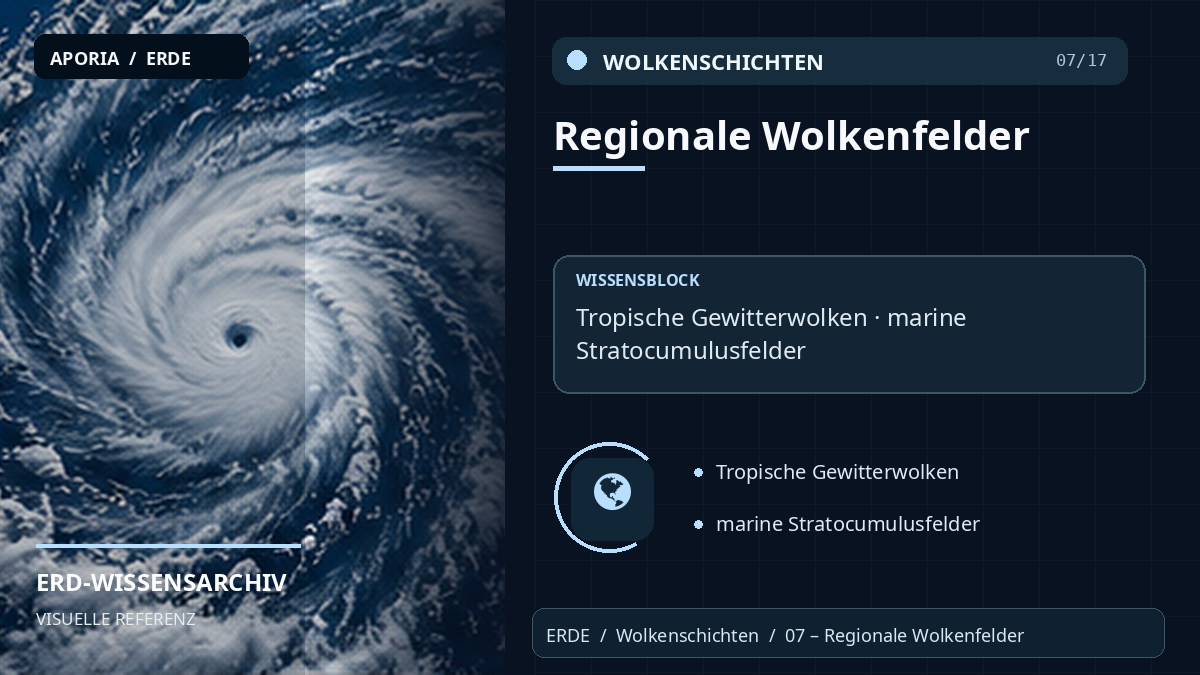 APORIA / ERDE
ERD-WISSENSARCHIV
VISUELLE REFERENZ
WOLKENSCHICHTEN 07/17
Regionale Wolkenfelder
WISSENSBLOCK
Tropische Gewitterwolken · marine
Stratocumulusfelder
Tropische Gewitterwolken
marine Stratocumulusfelder
ERDE / Wolkenschichten / 07 – Regionale Wolkenfelder